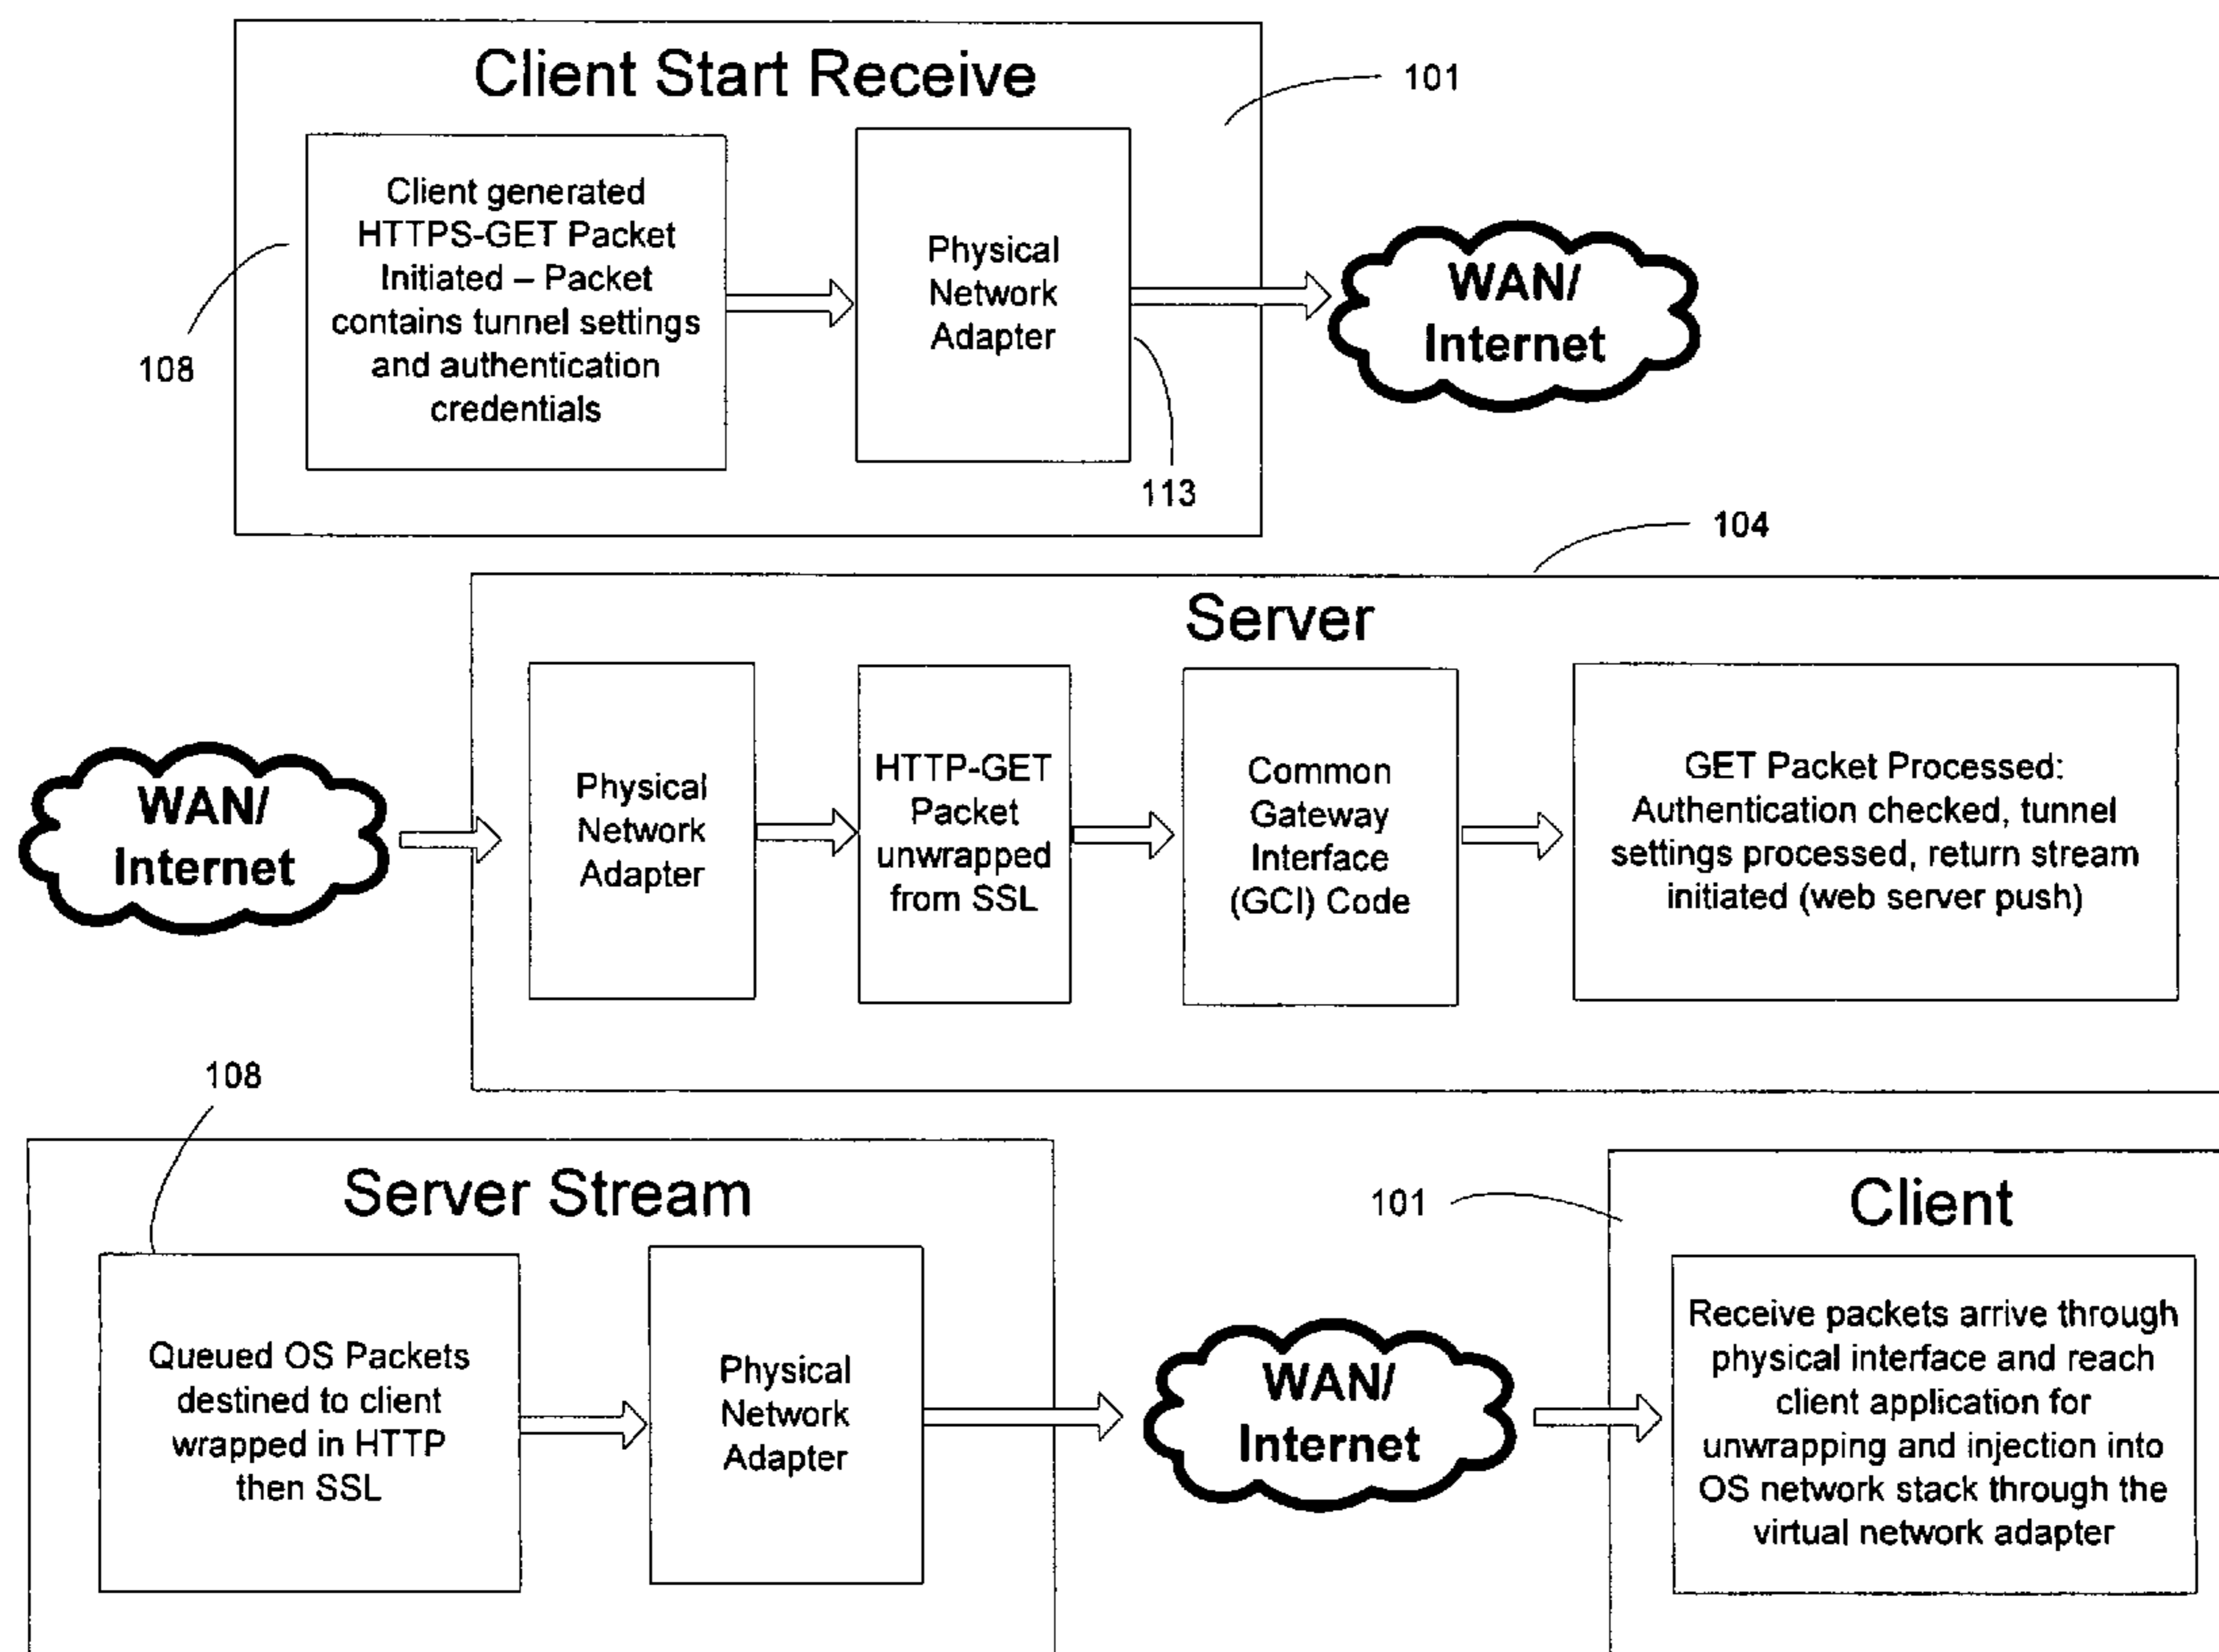 Client Start Receive
101
Client generated
HTTPS-GET Packet
Initiated – Packet
contains tunnel settings
and authentication
credentials
108
Physical
Network
Adapter
113
WAN/
Internet
104
Server
WAN/
Internet
Physical
Network
Adapter
HTTP-GET
Packet
unwrapped
from SSL
Common
Gateway
Interface
(GCI) Code
GET Packet Processed:
Authentication checked, tunnel
settings processed, return stream
initiated (web server push)
108
Server Stream
Queued OS Packets
destined to client
wrapped in HTTP
then SSL
Physical
Network
Adapter
WAN/
Internet
101
Client
Receive packets arrive through
physical interface and reach
client application for
unwrapping and injection into
OS network stack through the
virtual network adapter